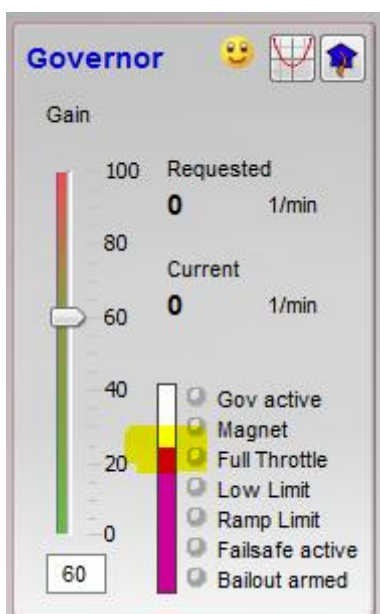 Governor
Gain
100
80
60
40
20
0
60
Requested
0 1/min
Current
0 1/min
Gov active
Magnet
Full Throttle
Low Limit
Ramp Limit
Failsafe active
Bailout armed